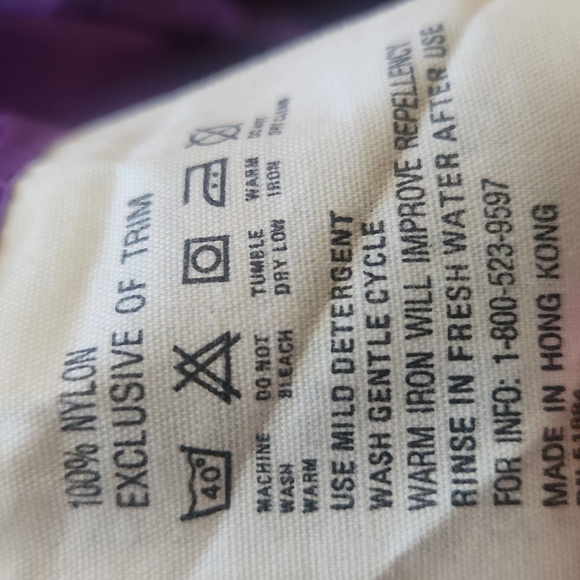 100% NYLON
EXCLUSIVE OF TRIM
40°
MACHINE WASH WARM
DO NOT BLEACH
TUMBLE DRY LOW
WARM IRON
DO NOT DRY CLEAN
USE MILD DETERGENT
WASH GENTLE CYCLE
WARM IRON WILL IMPROVE REPELLENCY
RINSE IN FRESH WATER AFTER USE
FOR INFO: 1-800-523-9597
MADE IN HONG KONG